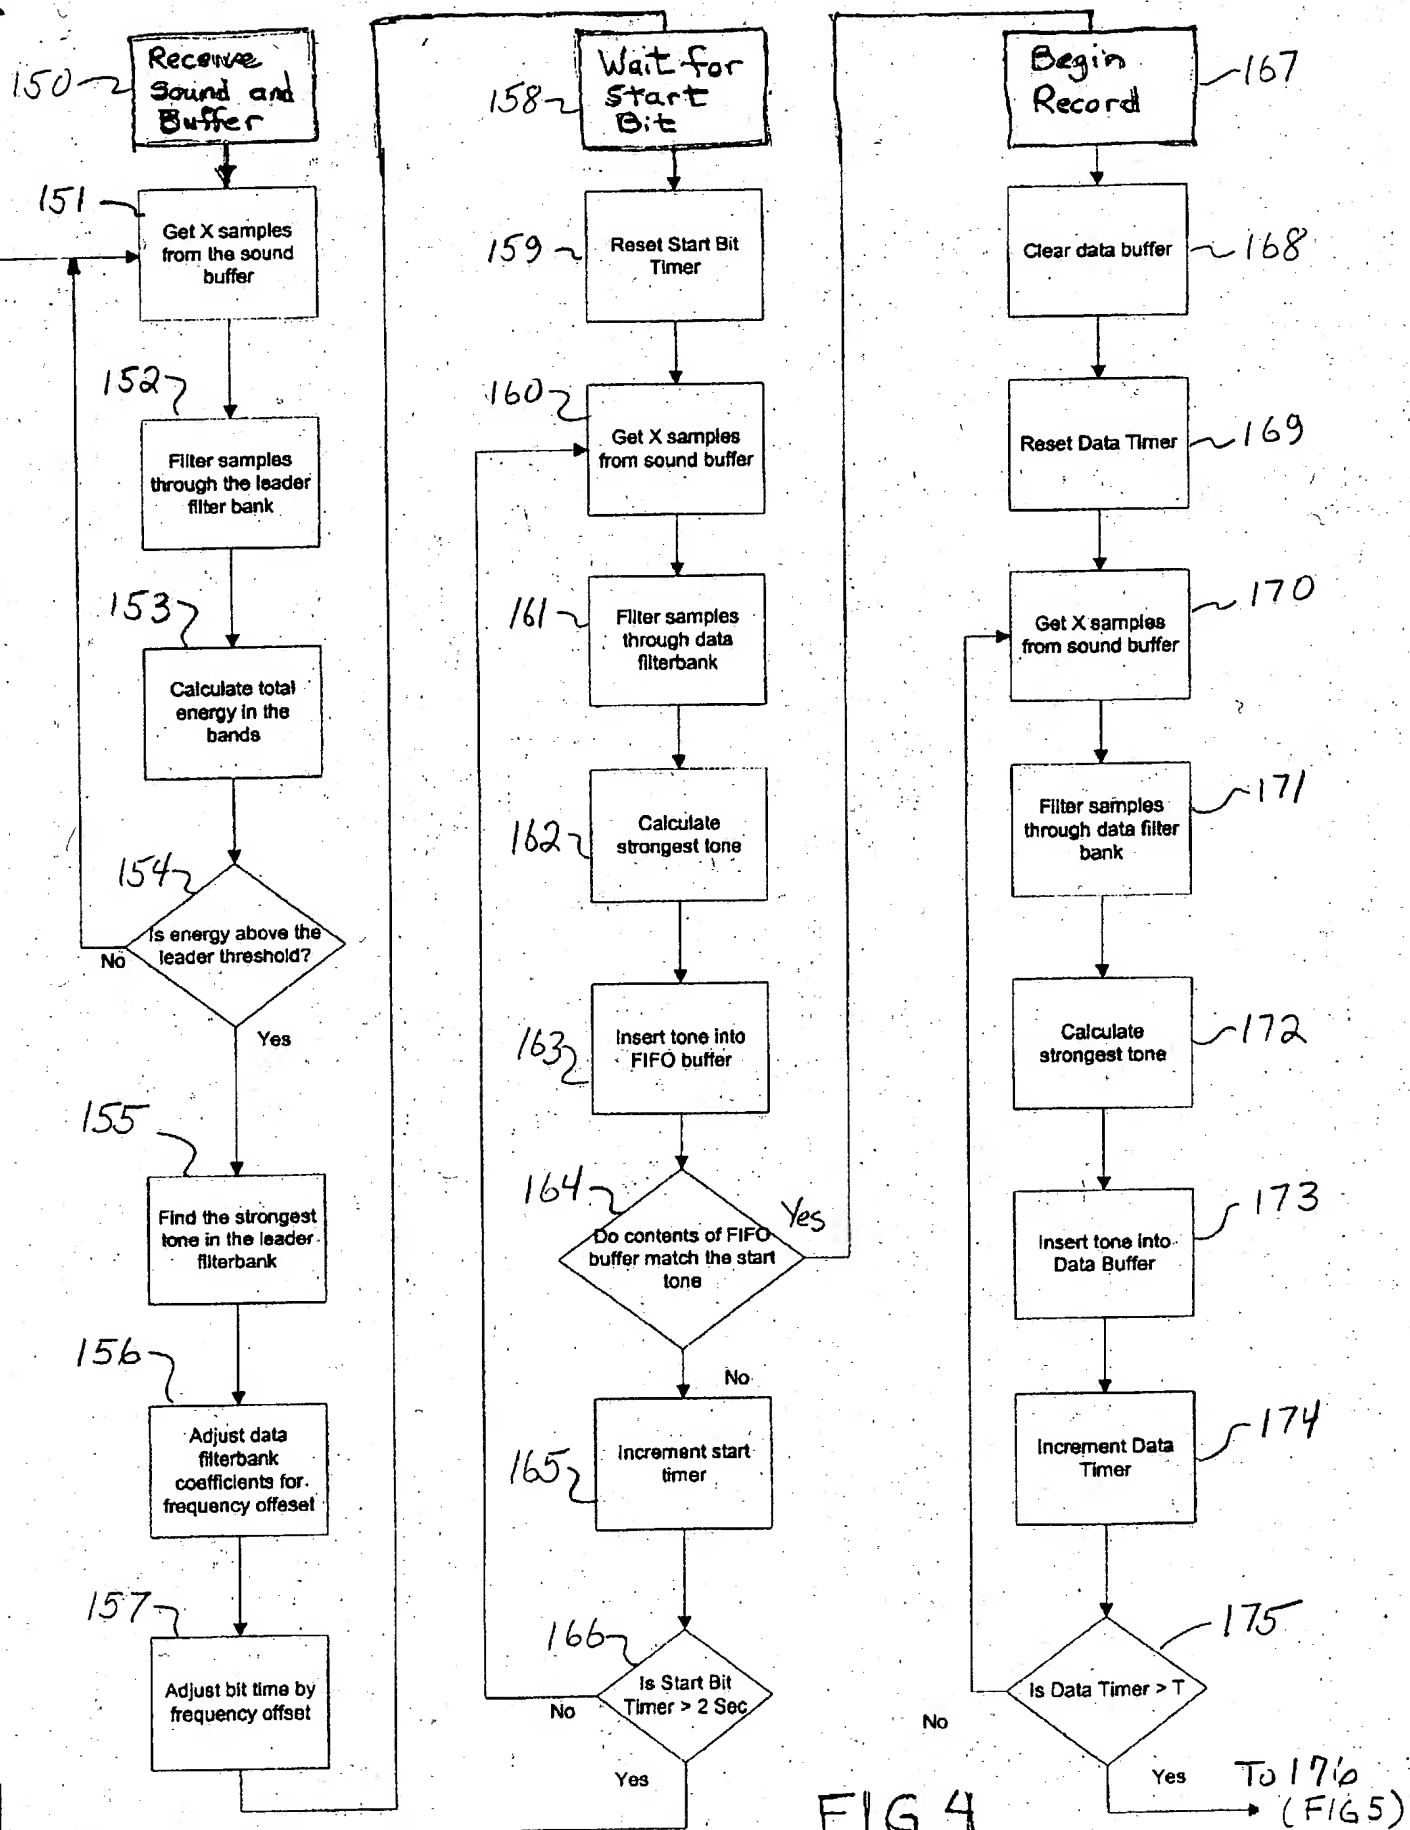 150
Receive
Sound and
Buffer
151
Get X samples
from the sound
buffer
152
Filter samples
through the leader
filter bank
153
Calculate total
energy in the
bands
154
Is energy above the
leader threshold?
No
Yes
155
Find the strongest
tone in the leader
filterbank
156
Adjust data
filterbank
coefficients for
frequency offeset
157
Adjust bit time by
frequency offset
158
Wait for
Start
Bit
159
Reset Start Bit
Timer
160
Get X samples
from sound buffer
161
Filter samples
through data
filterbank
162
Calculate
strongest tone
163
Insert tone into
FIFO buffer
164
Do contents of FIFO
buffer match the start
tone
Yes
No
165
Increment start
timer
166
Is Start Bit
Timer > 2 Sec
No
Yes
Begin
Record
167
Clear data buffer
168
Reset Data Timer
169
Get X samples
from sound buffer
170
Filter samples
through data filter
bank
171
Calculate
strongest tone
172
Insert tone into
Data Buffer
173
Increment Data
Timer
174
Is Data Timer > T
175
No
Yes
To 176
(FIG 5)
FIG 4